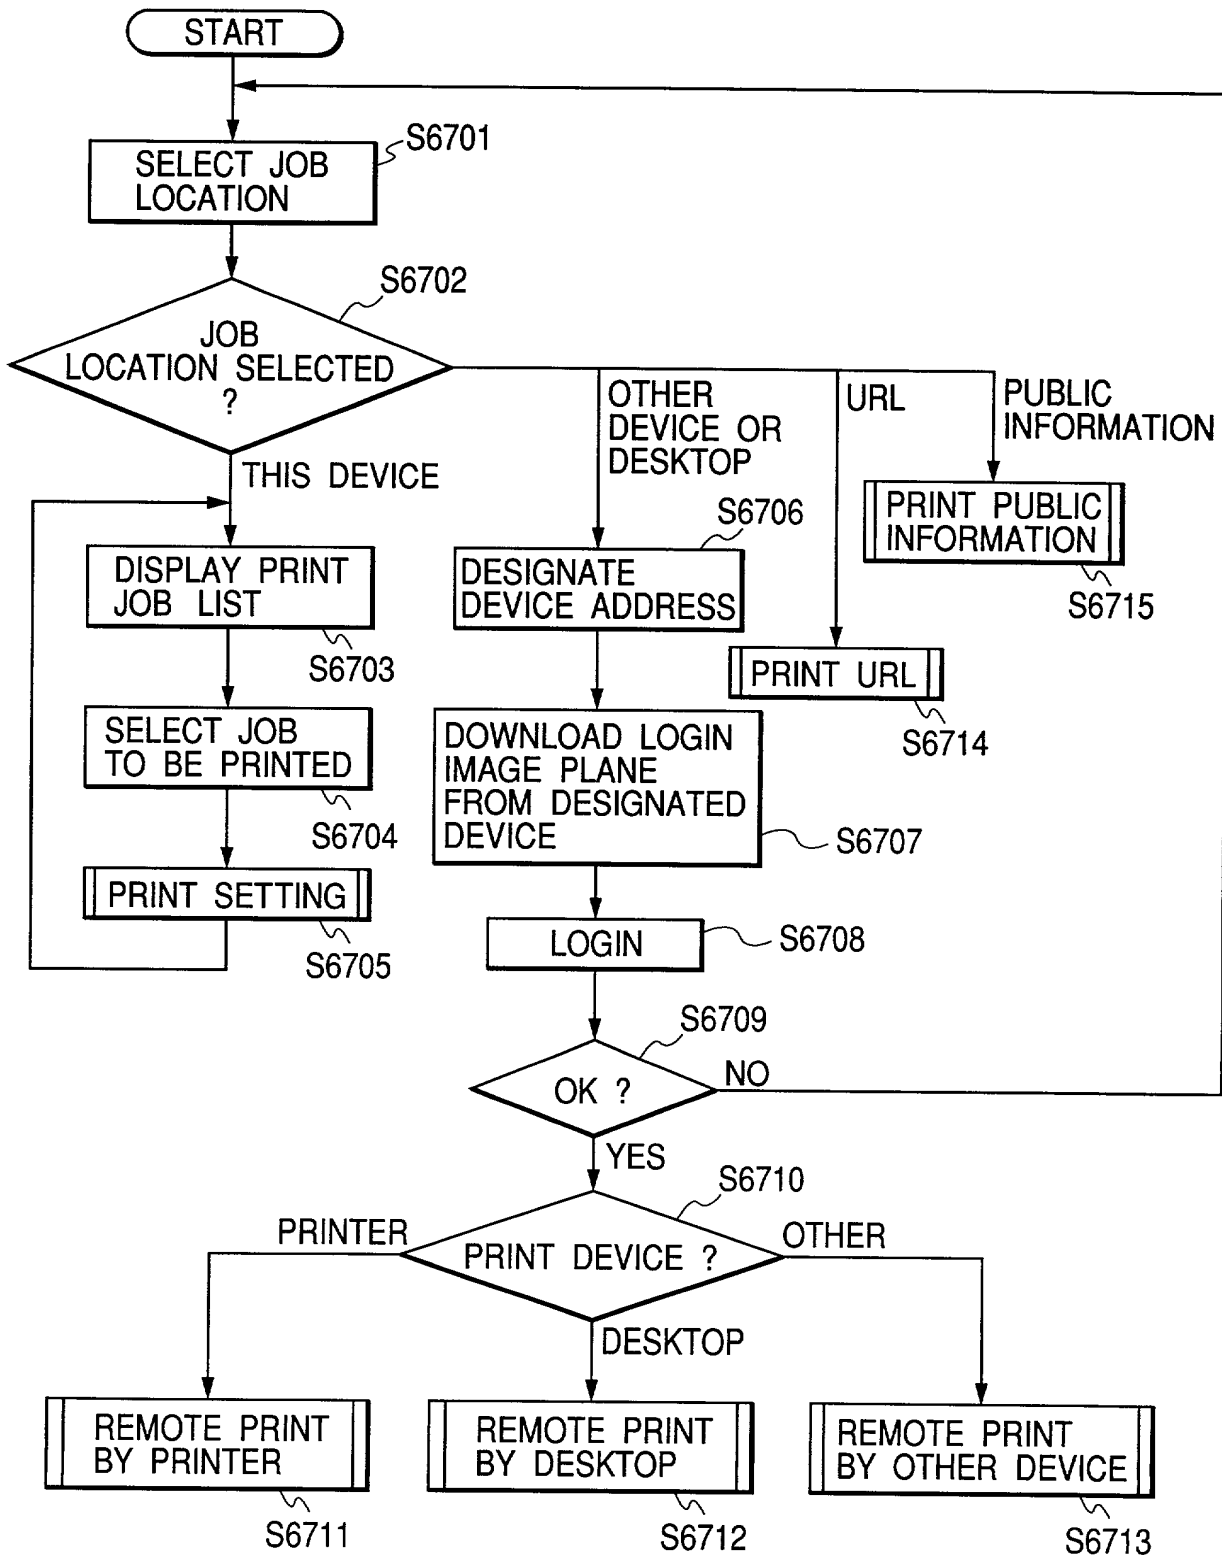 START
S6701
SELECT JOB
LOCATION
S6702
JOB
LOCATION SELECTED
?
OTHER
DEVICE OR
DESKTOP
URL
PUBLIC
INFORMATION
THIS DEVICE
PRINT PUBLIC
INFORMATION
S6715
S6706
DISPLAY PRINT
JOB LIST
S6703
DESIGNATE
DEVICE ADDRESS
PRINT URL
S6714
SELECT JOB
TO BE PRINTED
S6704
DOWNLOAD LOGIN
IMAGE PLANE
FROM DESIGNATED
DEVICE
S6707
PRINT SETTING
S6705
LOGIN
S6708
S6709
OK ?
NO
YES
S6710
PRINTER
PRINT DEVICE ?
OTHER
DESKTOP
REMOTE PRINT
BY PRINTER
S6711
REMOTE PRINT
BY DESKTOP
S6712
REMOTE PRINT
BY OTHER DEVICE
S6713